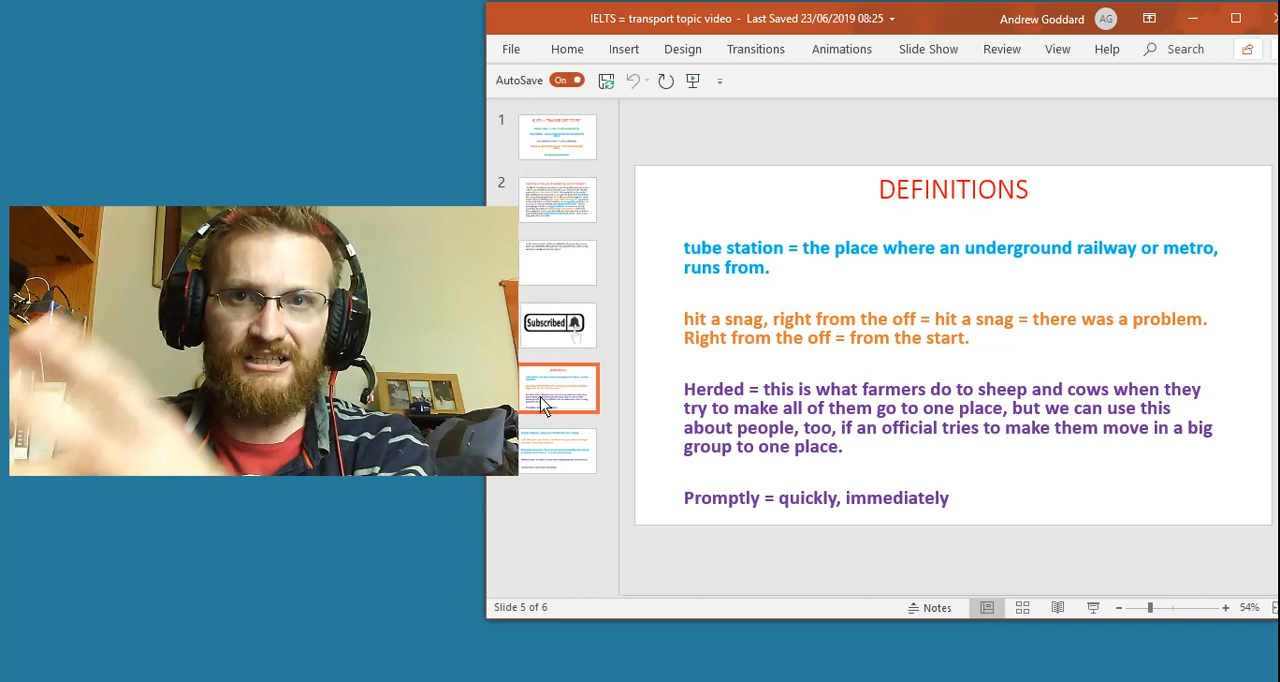 IELTS = transport topic video - Last Saved 23/06/2019 08:25
Andrew Goddard
AG
File Home Insert Design Transitions Animations Slide Show Review View Help Search
AutoSave On
1
2
Subscribed
DEFINITIONS
tube station = the place where an underground railway or metro,
runs from.
hit a snag, right from the off = hit a snag = there was a problem.
Right from the off = from the start.
Herded = this is what farmers do to sheep and cows when they
try to make all of them go to one place, but we can use this
about people, too, if an official tries to make them move in a big
group to one place.
Promptly = quickly, immediately
Slide 5 of 6
Notes
54%